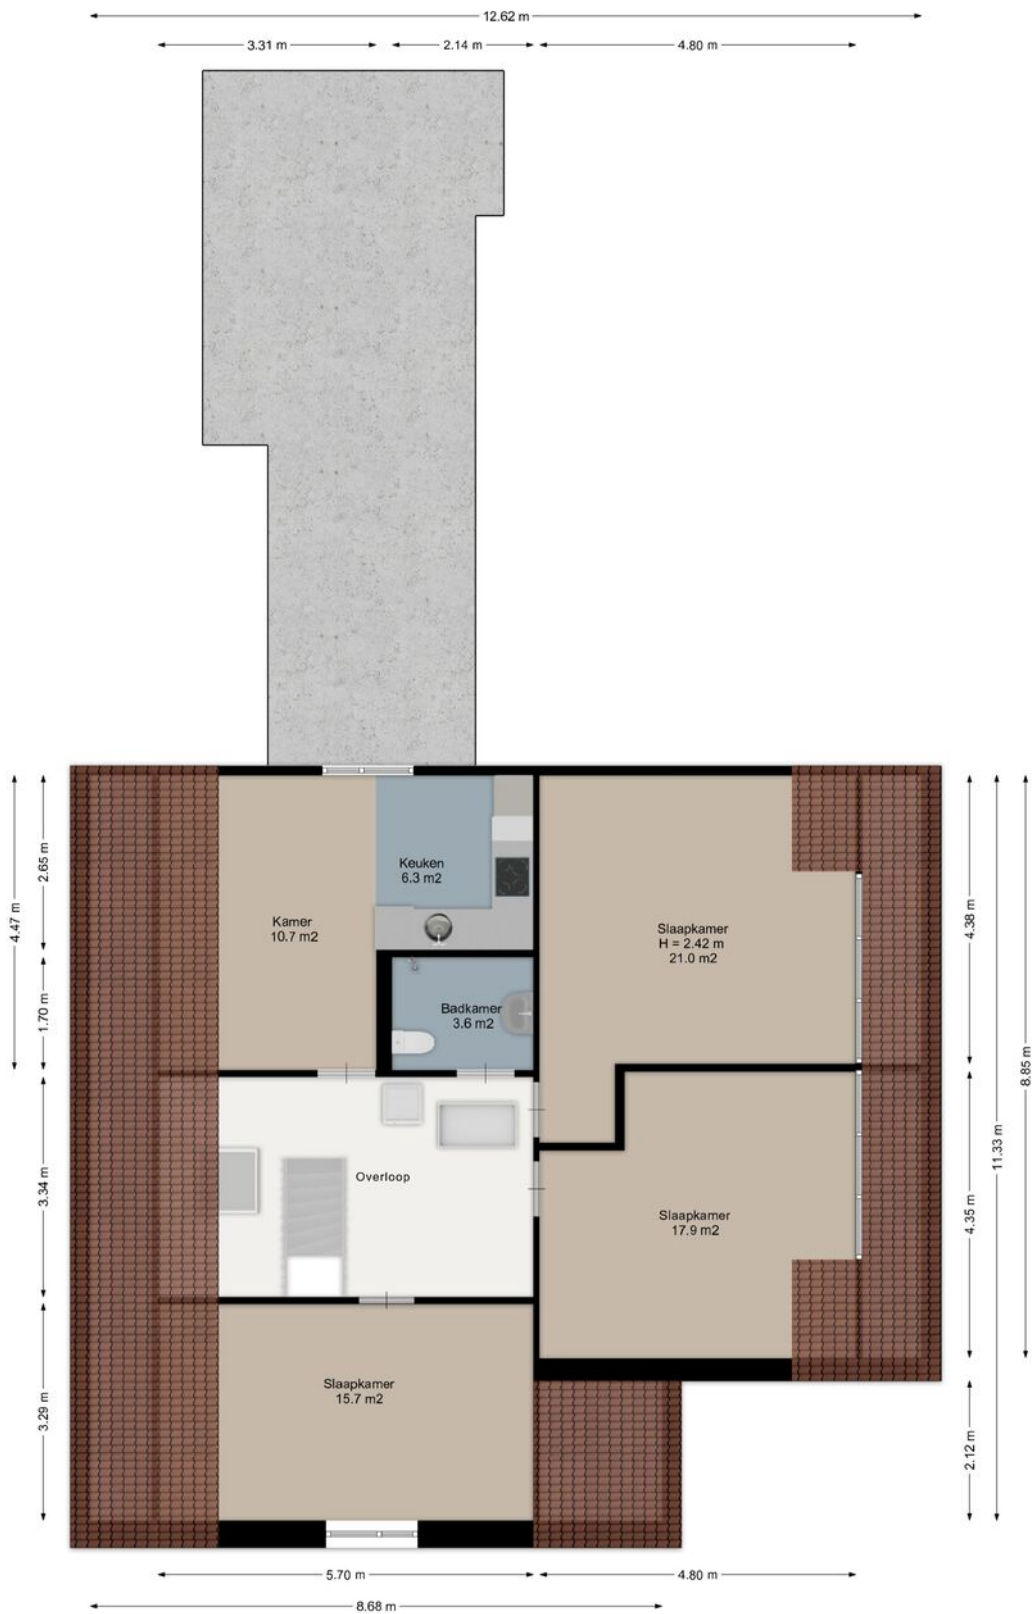 12.62 m
3.31 m
2.14 m
4.80 m
2.65 m
4.47 m
Keuken
6.3 m2
Kamer
10.7 m2
Slaapkamer
H = 2.42 m
21.0 m2
4.38 m
1.70 m
Badkamer
3.6 m2
8.85 m
11.33 m
3.34 m
Overloop
Slaapkamer
17.9 m2
4.35 m
Slaapkamer
15.7 m2
3.29 m
2.12 m
5.70 m
4.80 m
8.68 m